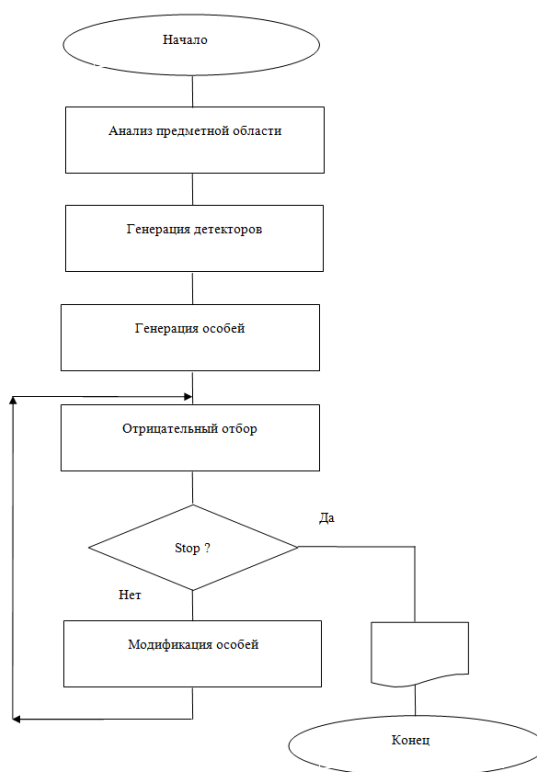 Начало
Анализ предметной области
Генерация детекторов
Генерация особей
Отрицательный отбор
Да
Stop ?
Нет
Модификация особей
Конец